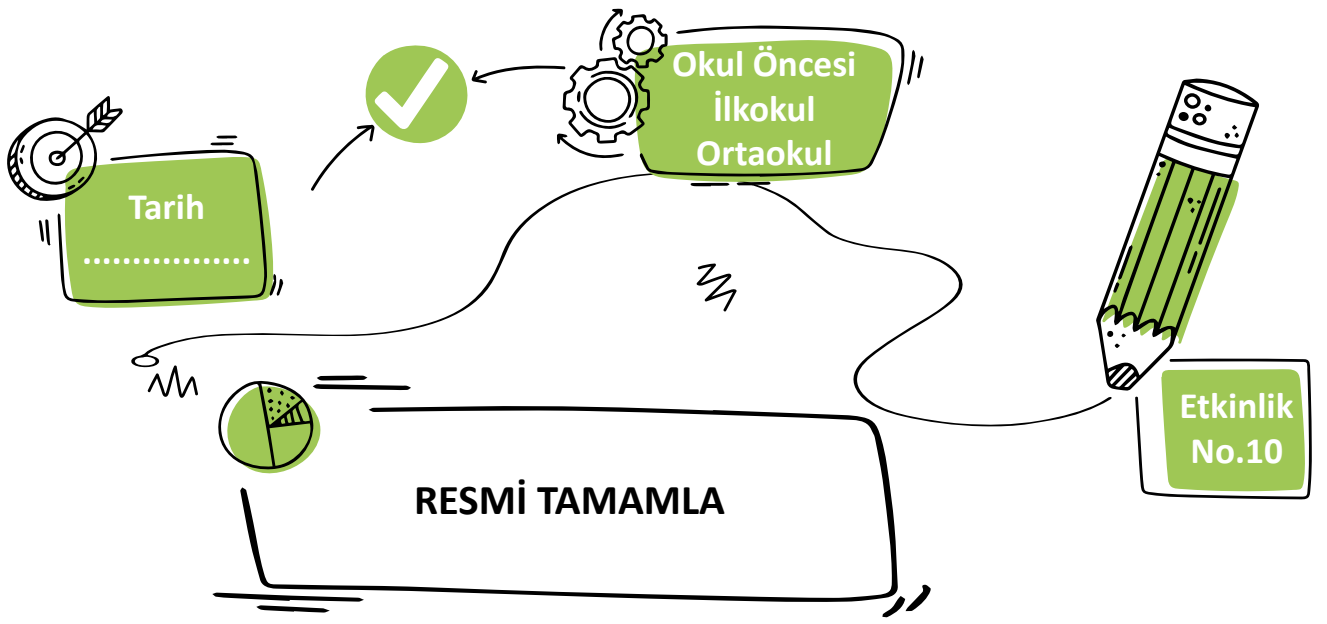 Okul Öncesi
İlkokul
Ortaokul
Tarih
.................
Etkinlik
No.10
RESMİ TAMAMLA